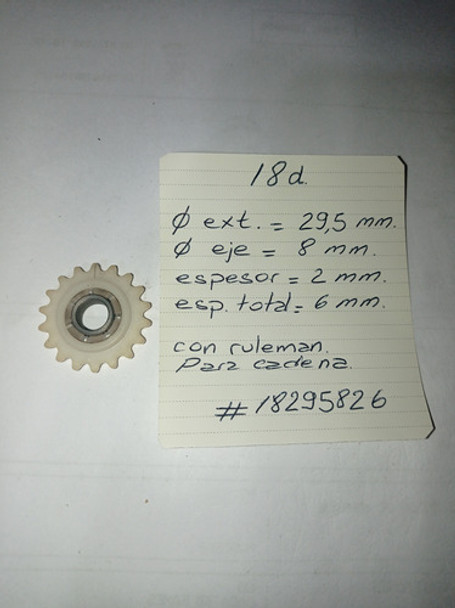 18d.
Ø ext. = 29,5 mm.
Ø eje = 8 mm.
espesor = 2 mm.
esp. total = 6 mm.
con ruleman.
Para cadena.
#18295826